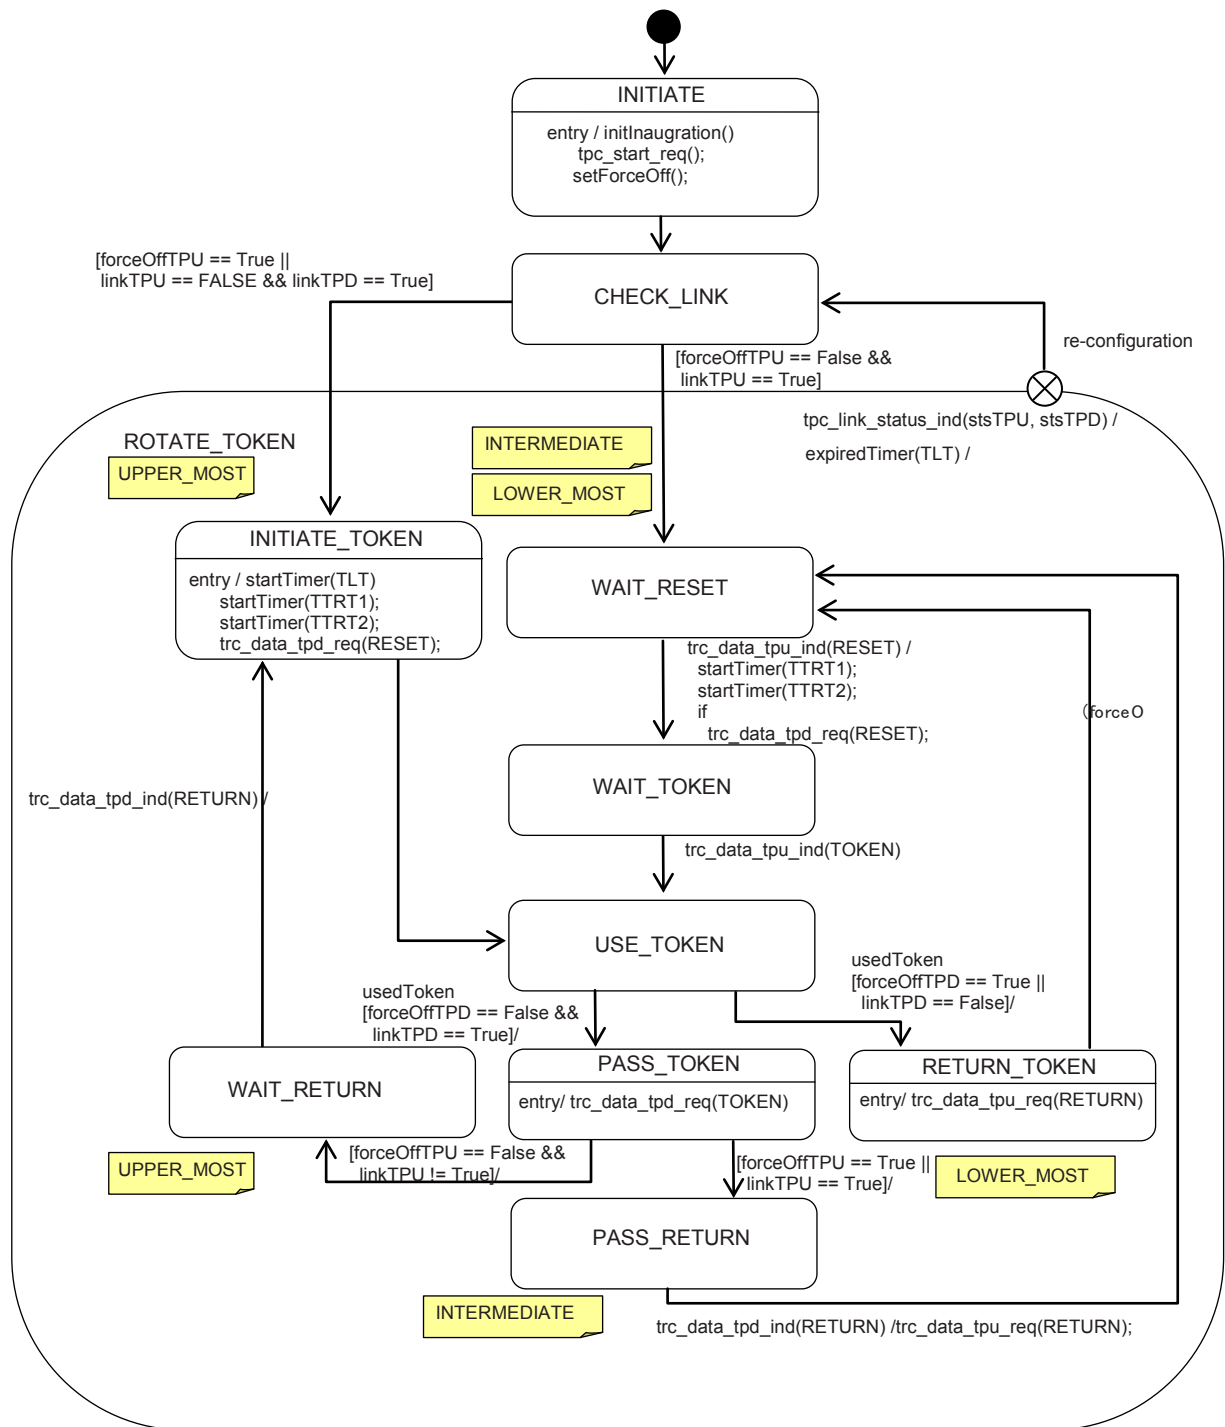 INITIATE
entry / initInaugration()
tpc_start_req();
setForceOff();
[forceOffTPU == True ||
linkTPU == FALSE && linkTPD == True]
CHECK_LINK
re-configuration
[forceOffTPU == False &&
linkTPU == True]
tpc_link_status_ind(stsTPU, stsTPD) /
expiredTimer(TLT) /
ROTATE_TOKEN
UPPER_MOST
INTERMEDIATE
LOWER_MOST
INITIATE_TOKEN
entry / startTimer(TLT)
startTimer(TTRT1);
startTimer(TTRT2);
trc_data_tpd_req(RESET);
WAIT_RESET
trc_data_tpu_ind(RESET) /
startTimer(TTRT1);
startTimer(TTRT2);
if
trc_data_tpd_req(RESET);
(forceO
WAIT_TOKEN
trc_data_tpd_ind(RETURN) /
trc_data_tpu_ind(TOKEN)
USE_TOKEN
usedToken
[forceOffTPD == False &&
linkTPD == True]/
usedToken
[forceOffTPD == True ||
linkTPD == False]/
WAIT_RETURN
PASS_TOKEN
entry/ trc_data_tpd_req(TOKEN)
RETURN_TOKEN
entry/ trc_data_tpu_req(RETURN)
UPPER_MOST
[forceOffTPU == False &&
linkTPU != True]/
[forceOffTPU == True ||
linkTPU == True]/
LOWER_MOST
PASS_RETURN
INTERMEDIATE
trc_data_tpd_ind(RETURN) /trc_data_tpu_req(RETURN);